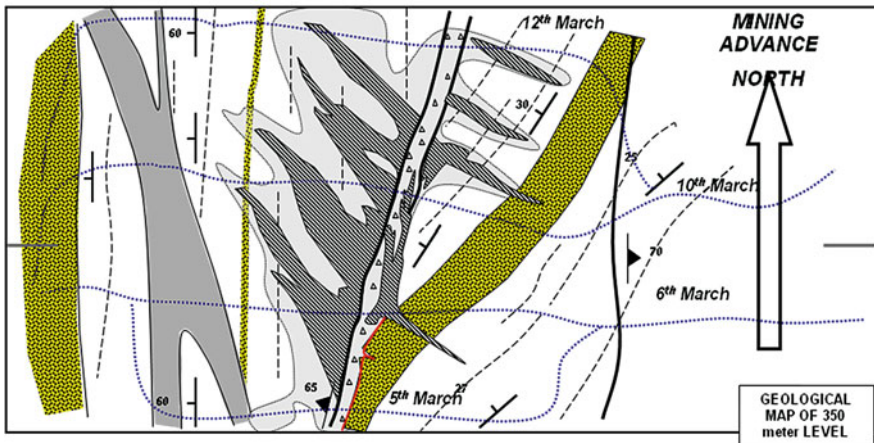 60
12th March
MINING
ADVANCE
NORTH
30
25
10th March
70
6th March
65
60
5th March
27
GEOLOGICAL
MAP OF 350
meter LEVEL